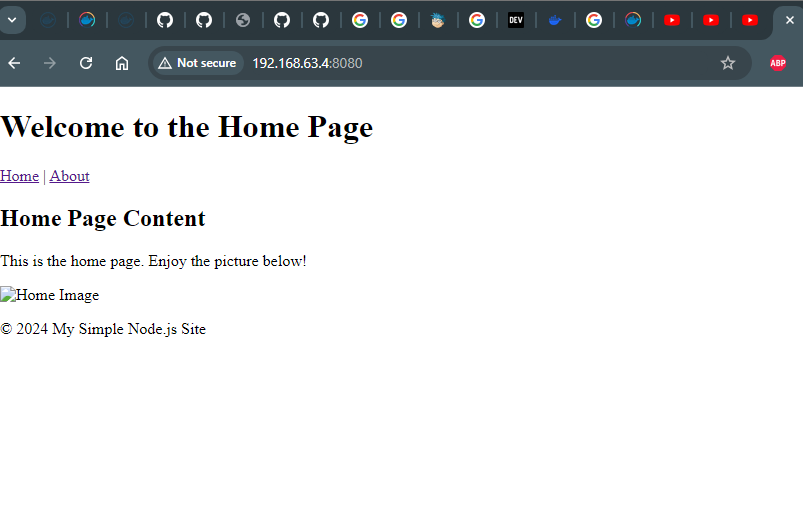 DEV
Not secure 192.168.63.4:8080
ABP
Welcome to the Home Page
Home | About
Home Page Content
This is the home page. Enjoy the picture below!
Home Image
© 2024 My Simple Node.js Site